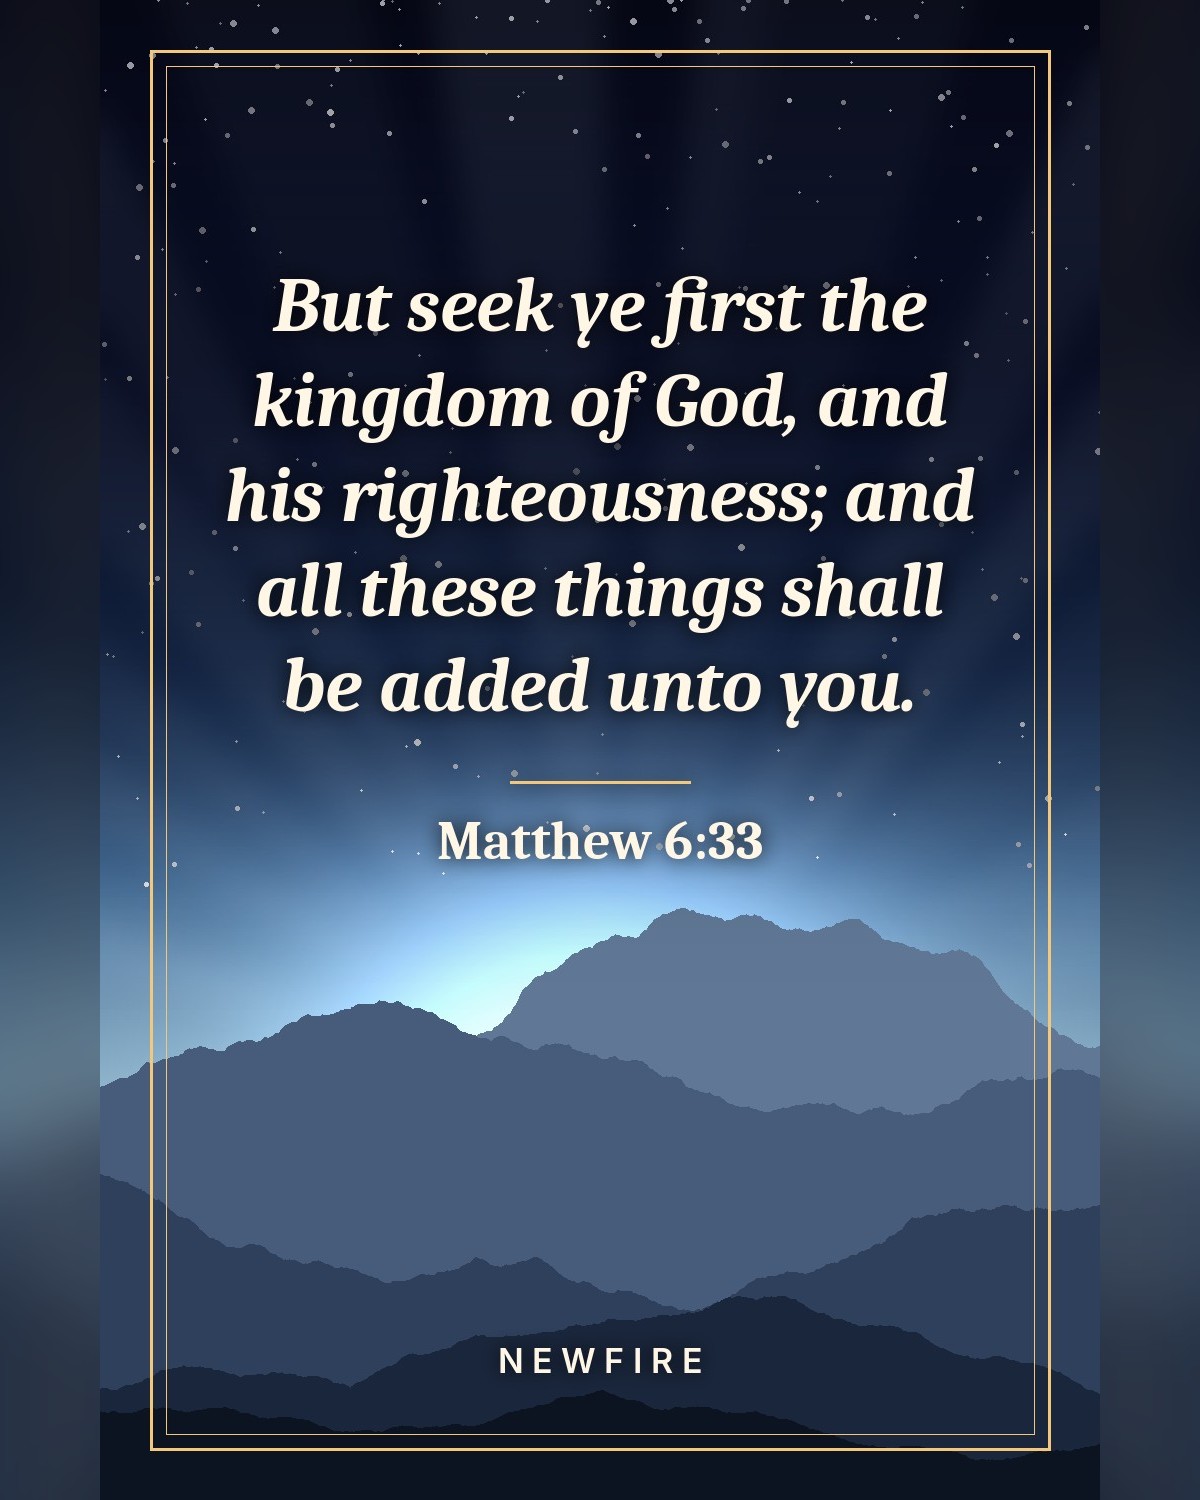 But seek ye first the
kingdom of God, and
his righteousness; and
all these things shall
be added unto you.
Matthew 6:33
NEWFIRE